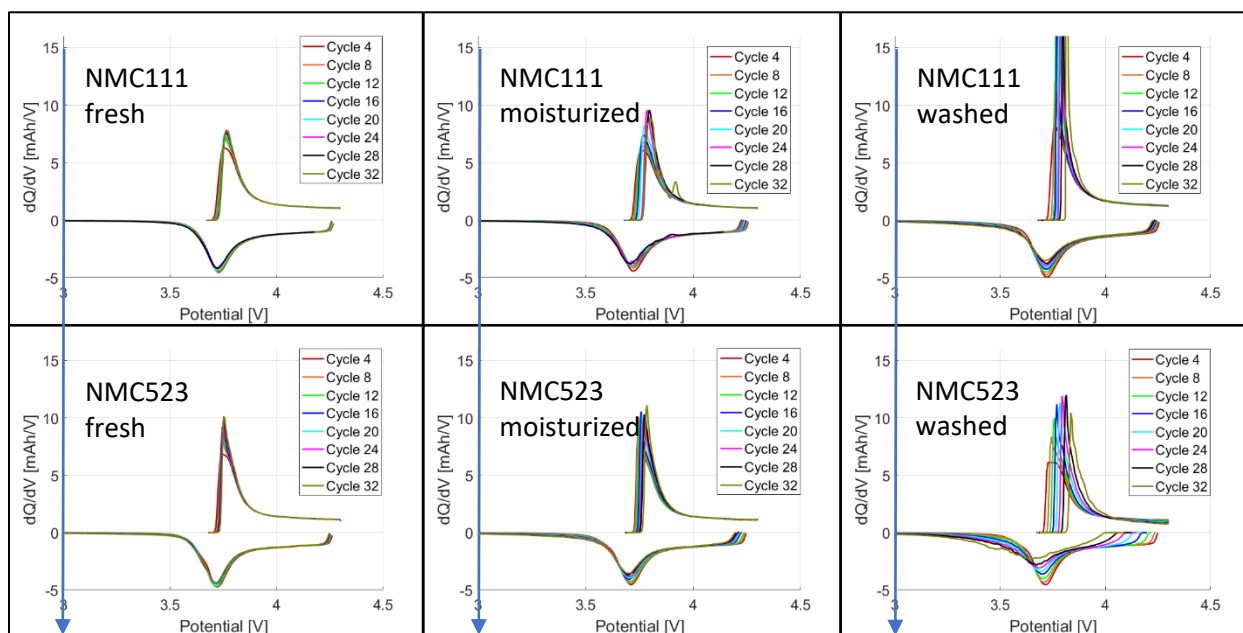 15
10
5
0
-5
dQ/dV [mAh/V]
NMC111
fresh
Cycle 4
Cycle 8
Cycle 12
Cycle 16
Cycle 20
Cycle 24
Cycle 28
Cycle 32
3
3.5
4
4.5
Potential [V]
15
10
5
0
-5
dQ/dV [mAh/V]
NMC111
moisturized
Cycle 4
Cycle 8
Cycle 12
Cycle 16
Cycle 20
Cycle 24
Cycle 28
Cycle 32
3
3.5
4
4.5
Potential [V]
15
10
5
0
-5
dQ/dV [mAh/V]
NMC111
washed
Cycle 4
Cycle 8
Cycle 12
Cycle 16
Cycle 20
Cycle 24
Cycle 28
Cycle 32
3
3.5
4
4.5
Potential [V]
15
10
5
0
-5
dQ/dV [mAh/V]
NMC523
fresh
Cycle 4
Cycle 8
Cycle 12
Cycle 16
Cycle 20
Cycle 24
Cycle 28
Cycle 32
3
3.5
4
4.5
Potential [V]
15
10
5
0
-5
dQ/dV [mAh/V]
NMC523
moisturized
Cycle 4
Cycle 8
Cycle 12
Cycle 16
Cycle 20
Cycle 24
Cycle 28
Cycle 32
3
3.5
4
4.5
Potential [V]
15
10
5
0
-5
dQ/dV [mAh/V]
NMC523
washed
Cycle 4
Cycle 8
Cycle 12
Cycle 16
Cycle 20
Cycle 24
Cycle 28
Cycle 32
3
3.5
4
4.5
Potential [V]